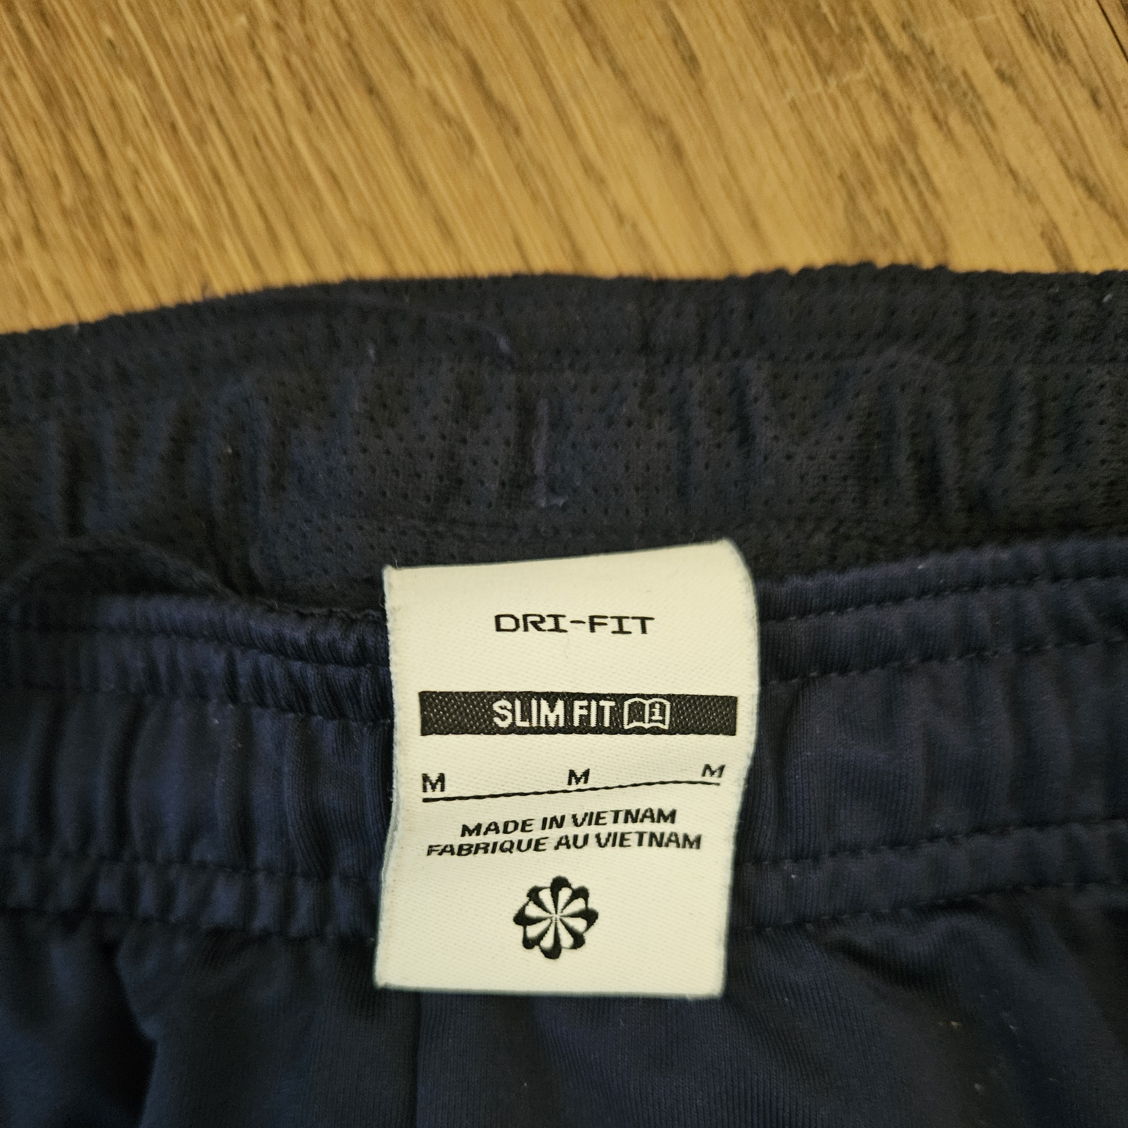 DRI-FIT
SLIM FIT
M M M
MADE IN VIETNAM
FABRIQUE AU VIETNAM